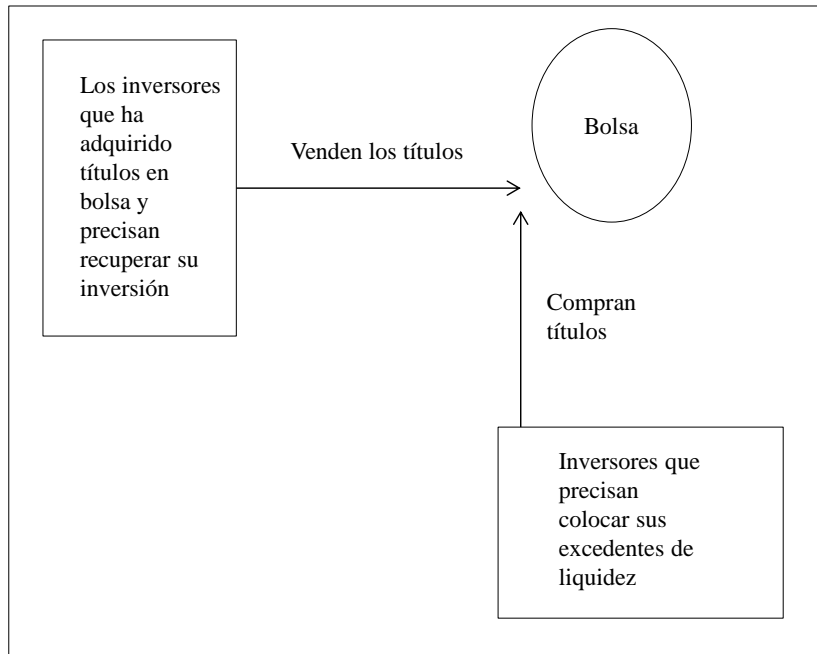 Los inversores
que ha
adquirido
títulos en
bolsa y
precisan
recuperar su
inversión
Venden los títulos
Bolsa
Compran
títulos
Inversores que
precisan
colocar sus
excedentes de
liquidez